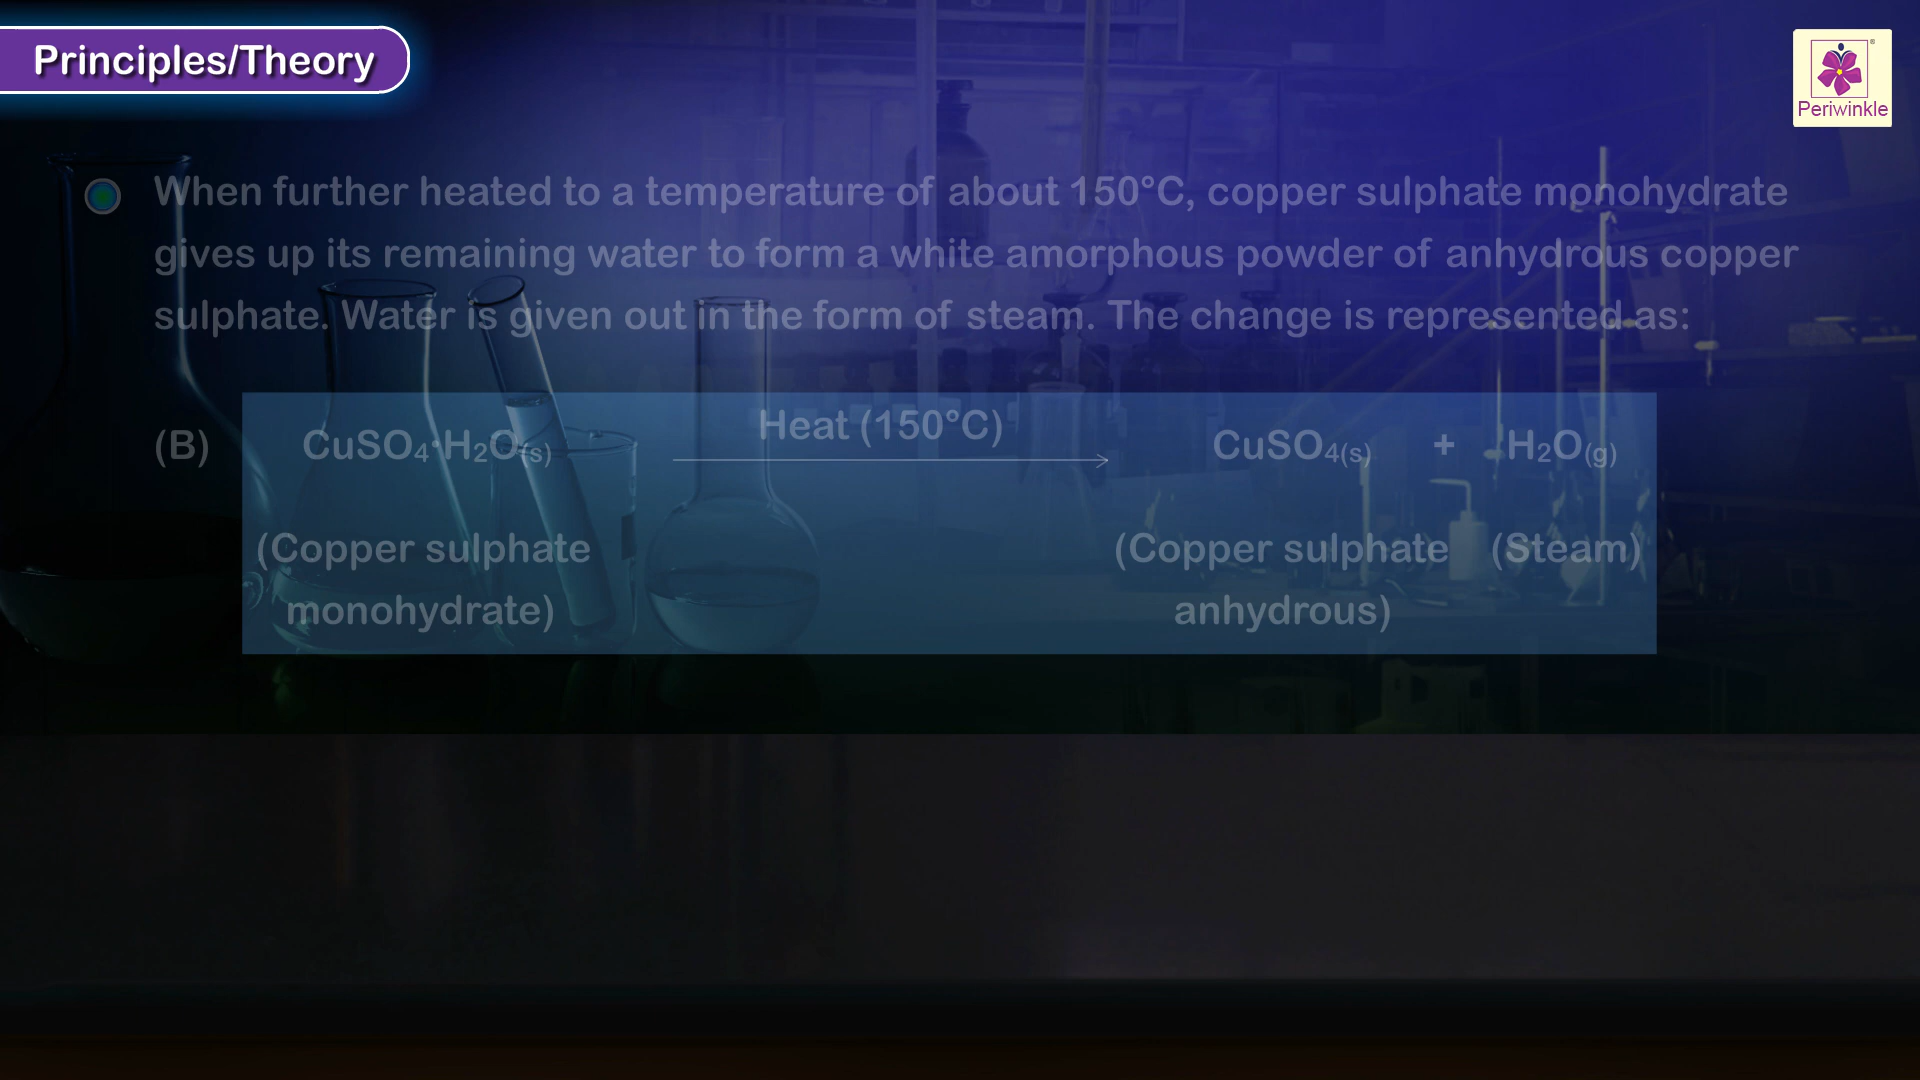 Principles/Theory
Periwinkle
When further heated to a temperature of about 150°C, copper sulphate monohydrate
gives up its remaining water to form a white amorphous powder of anhydrous copper
sulphate. Water is given out in the form of steam. The change is represented as:
Heat (150°C)
(B) CuSO₄·H₂O(s) → CuSO₄(s) + H₂O(g)
(Copper sulphate (Copper sulphate (Steam)
monohydrate) anhydrous)